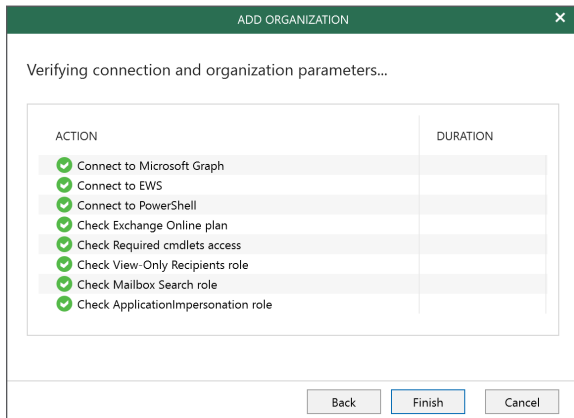 ADD ORGANIZATION
Verifying connection and organization parameters...
ACTION DURATION
Connect to Microsoft Graph
Connect to EWS
Connect to PowerShell
Check Exchange Online plan
Check Required cmdlets access
Check View-Only Recipients role
Check Mailbox Search role
Check ApplicationImpersonation role
Back Finish Cancel